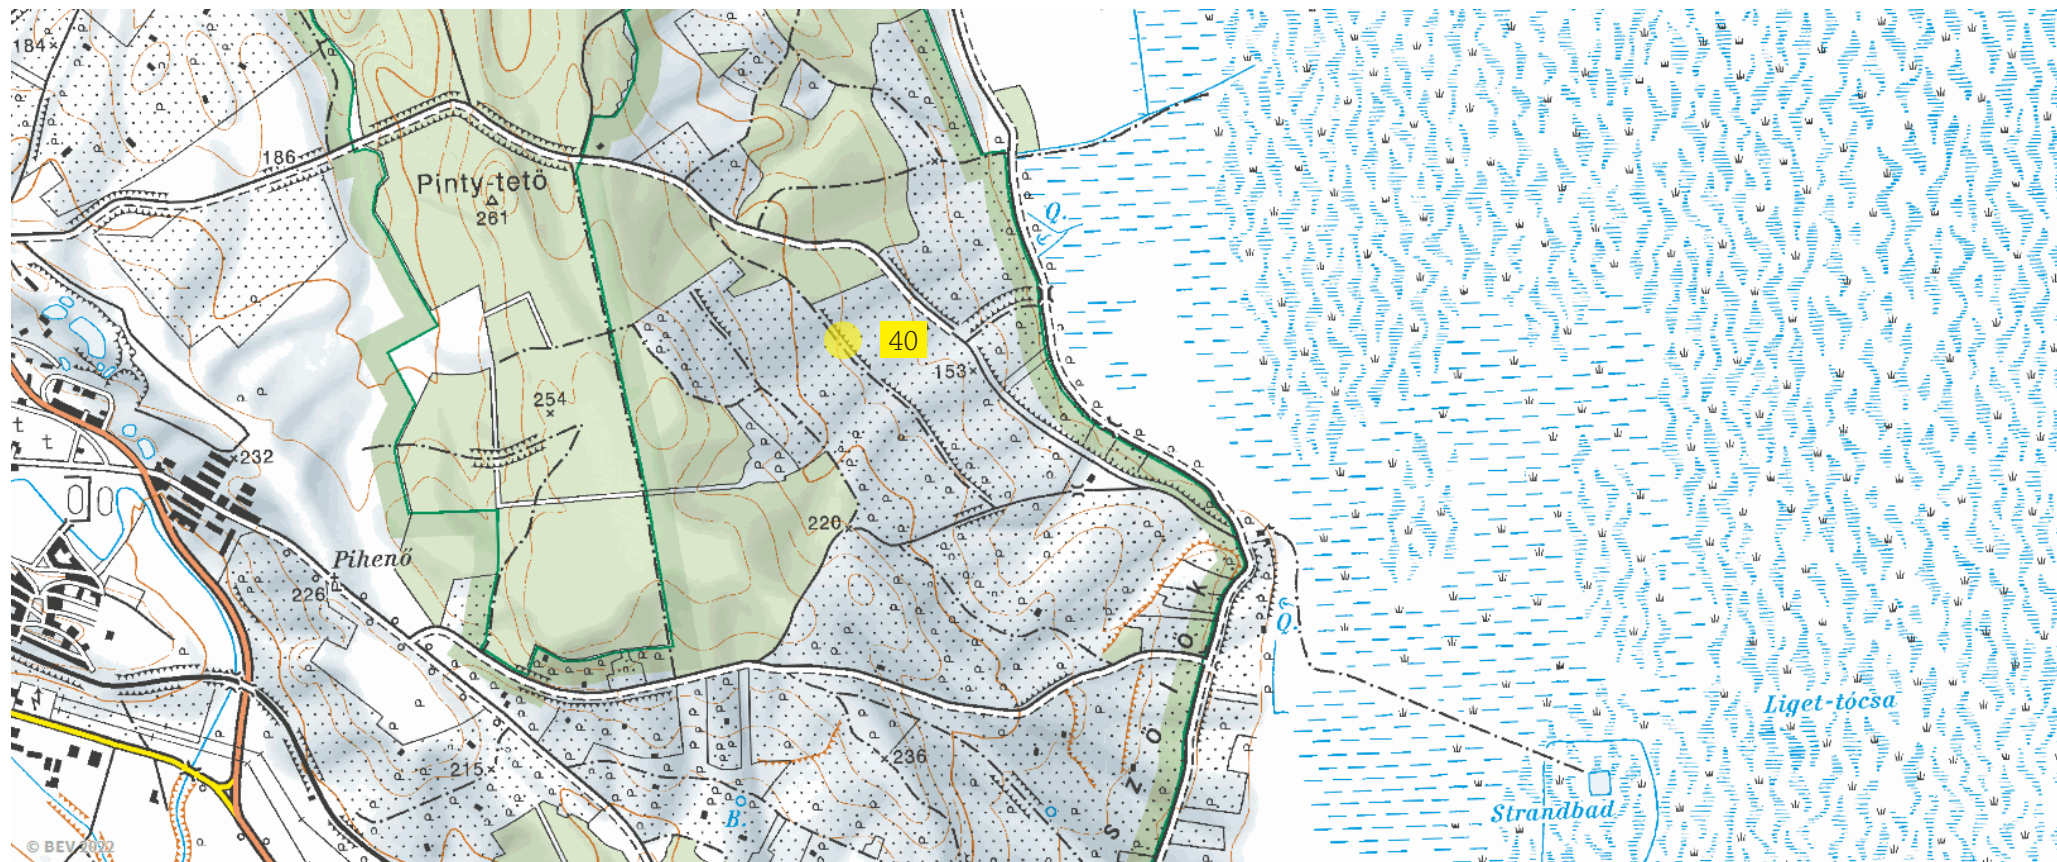 184
186
Pinty-tető
261
Q.
40
153
254
t
t
232
220
Pihenő
226
Q.
K
Ö
I
Ö
Z
S
Liget-tócsa
236
215
B.
Strandbad
© BEV 2022